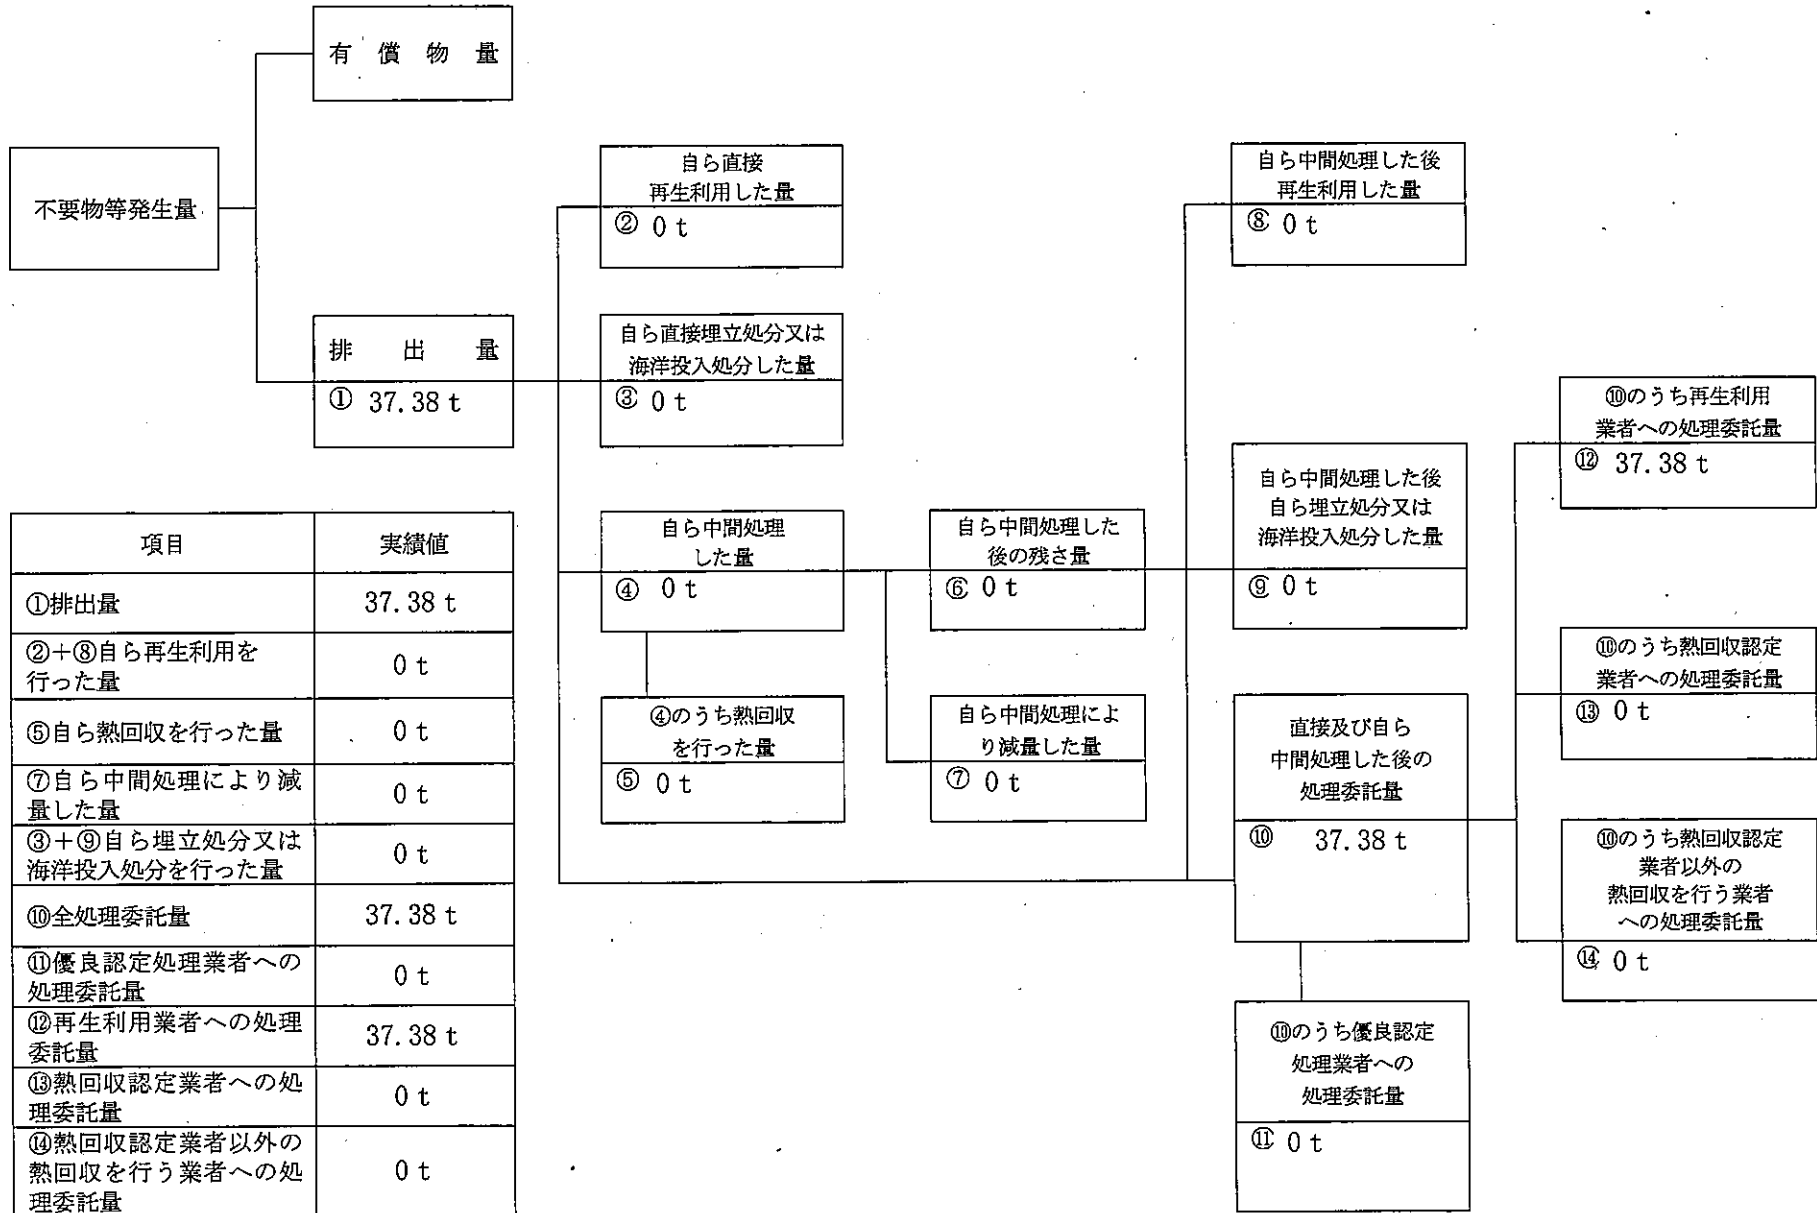 有償物量
不要物等発生量
排出量
① 37.38 t
自ら直接
再生利用した量
② 0 t
自ら直接埋立処分又は
海洋投入処分した量
③ 0 t
自ら中間処理
した量
④ 0 t
④のうち熱回収
を行った量
⑤ 0 t
自ら中間処理した
後の残さ量
⑥ 0 t
自ら中間処理によ
り減量した量
⑦ 0 t
自ら中間処理した後
再生利用した量
⑧ 0 t
自ら中間処理した後
自ら埋立処分又は
海洋投入処分した量
⑨ 0 t
直接及び自ら
中間処理した後の
処理委託量
⑩ 37.38 t
⑩のうち優良認定
処理業者への
処理委託量
⑪ 0 t
⑩のうち再生利用
業者への処理委託量
⑫ 37.38 t
⑩のうち熱回収認定
業者への処理委託量
⑬ 0 t
⑩のうち熱回収認定
業者以外の
熱回収を行う業者
への処理委託量
⑭ 0 t
項目 実績値
①排出量 37.38 t
②+⑧自ら再生利用を
行った量 0 t
⑤自ら熱回収を行った量 0 t
⑦自ら中間処理により減
量した量 0 t
③+⑨自ら埋立処分又は
海洋投入処分を行った量 0 t
⑩全処理委託量 37.38 t
⑪優良認定処理業者への
処理委託量 0 t
⑫再生利用業者への処理
委託量 37.38 t
⑬熱回収認定業者への処
理委託量 0 t
⑭熱回収認定業者以外の
熱回収を行う業者への処
理委託量 0 t